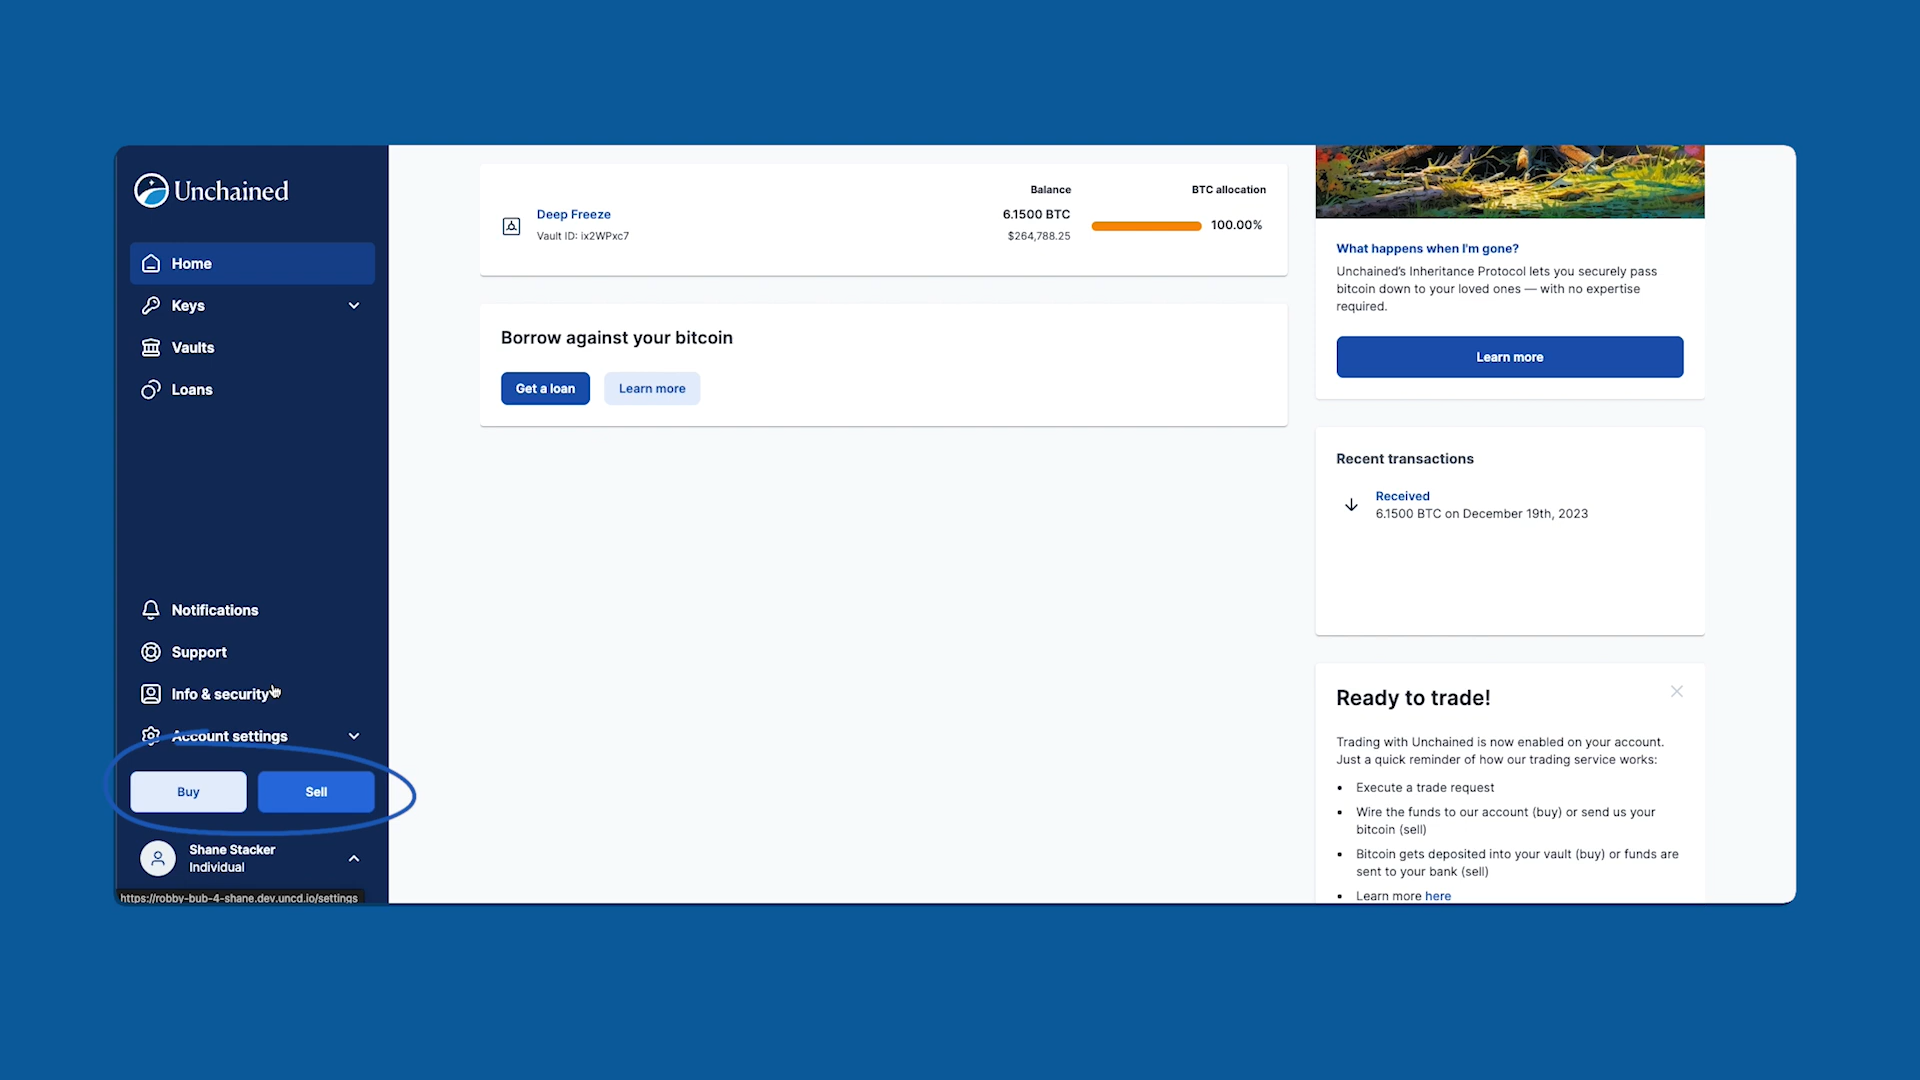 Unchained
Home
Keys
Vaults
Loans
Notifications
Support
Info & security
Account settings
Buy
Sell
Shane Stacker
Individual
https://robby-bub-4-shane.dev.uncd.io/settings
Balance
BTC allocation
Deep Freeze
Vault ID: ix2WPxc7
6.1500 BTC
$264,788.25
100.00%
Borrow against your bitcoin
Get a loan
Learn more
What happens when I'm gone?
Unchained's Inheritance Protocol lets you securely pass
bitcoin down to your loved ones — with no expertise
required.
Learn more
Recent transactions
Received
6.1500 BTC on December 19th, 2023
Ready to trade!
Trading with Unchained is now enabled on your account.
Just a quick reminder of how our trading service works:
• Execute a trade request
• Wire the funds to our account (buy) or send us your
bitcoin (sell)
• Bitcoin gets deposited into your vault (buy) or funds are
sent to your bank (sell)
• Learn more here